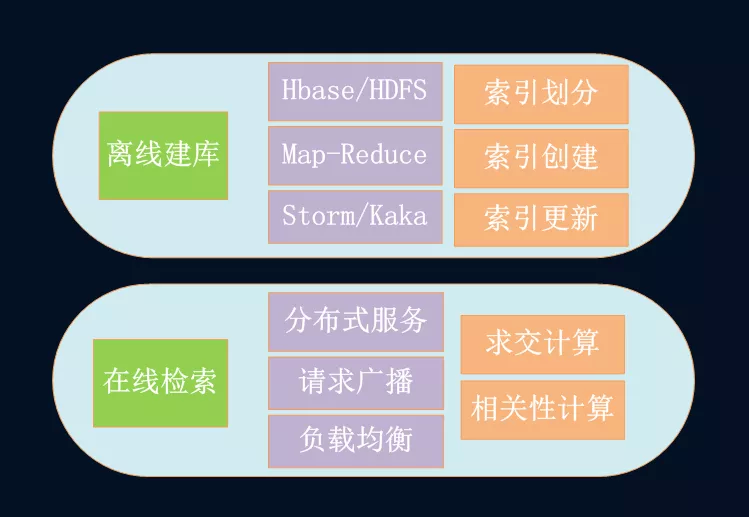 离线建库
Hbase/HDFS
Map-Reduce
Storm/Kaka
索引划分
索引创建
索引更新
在线检索
分布式服务
请求广播
负载均衡
求交计算
相关性计算